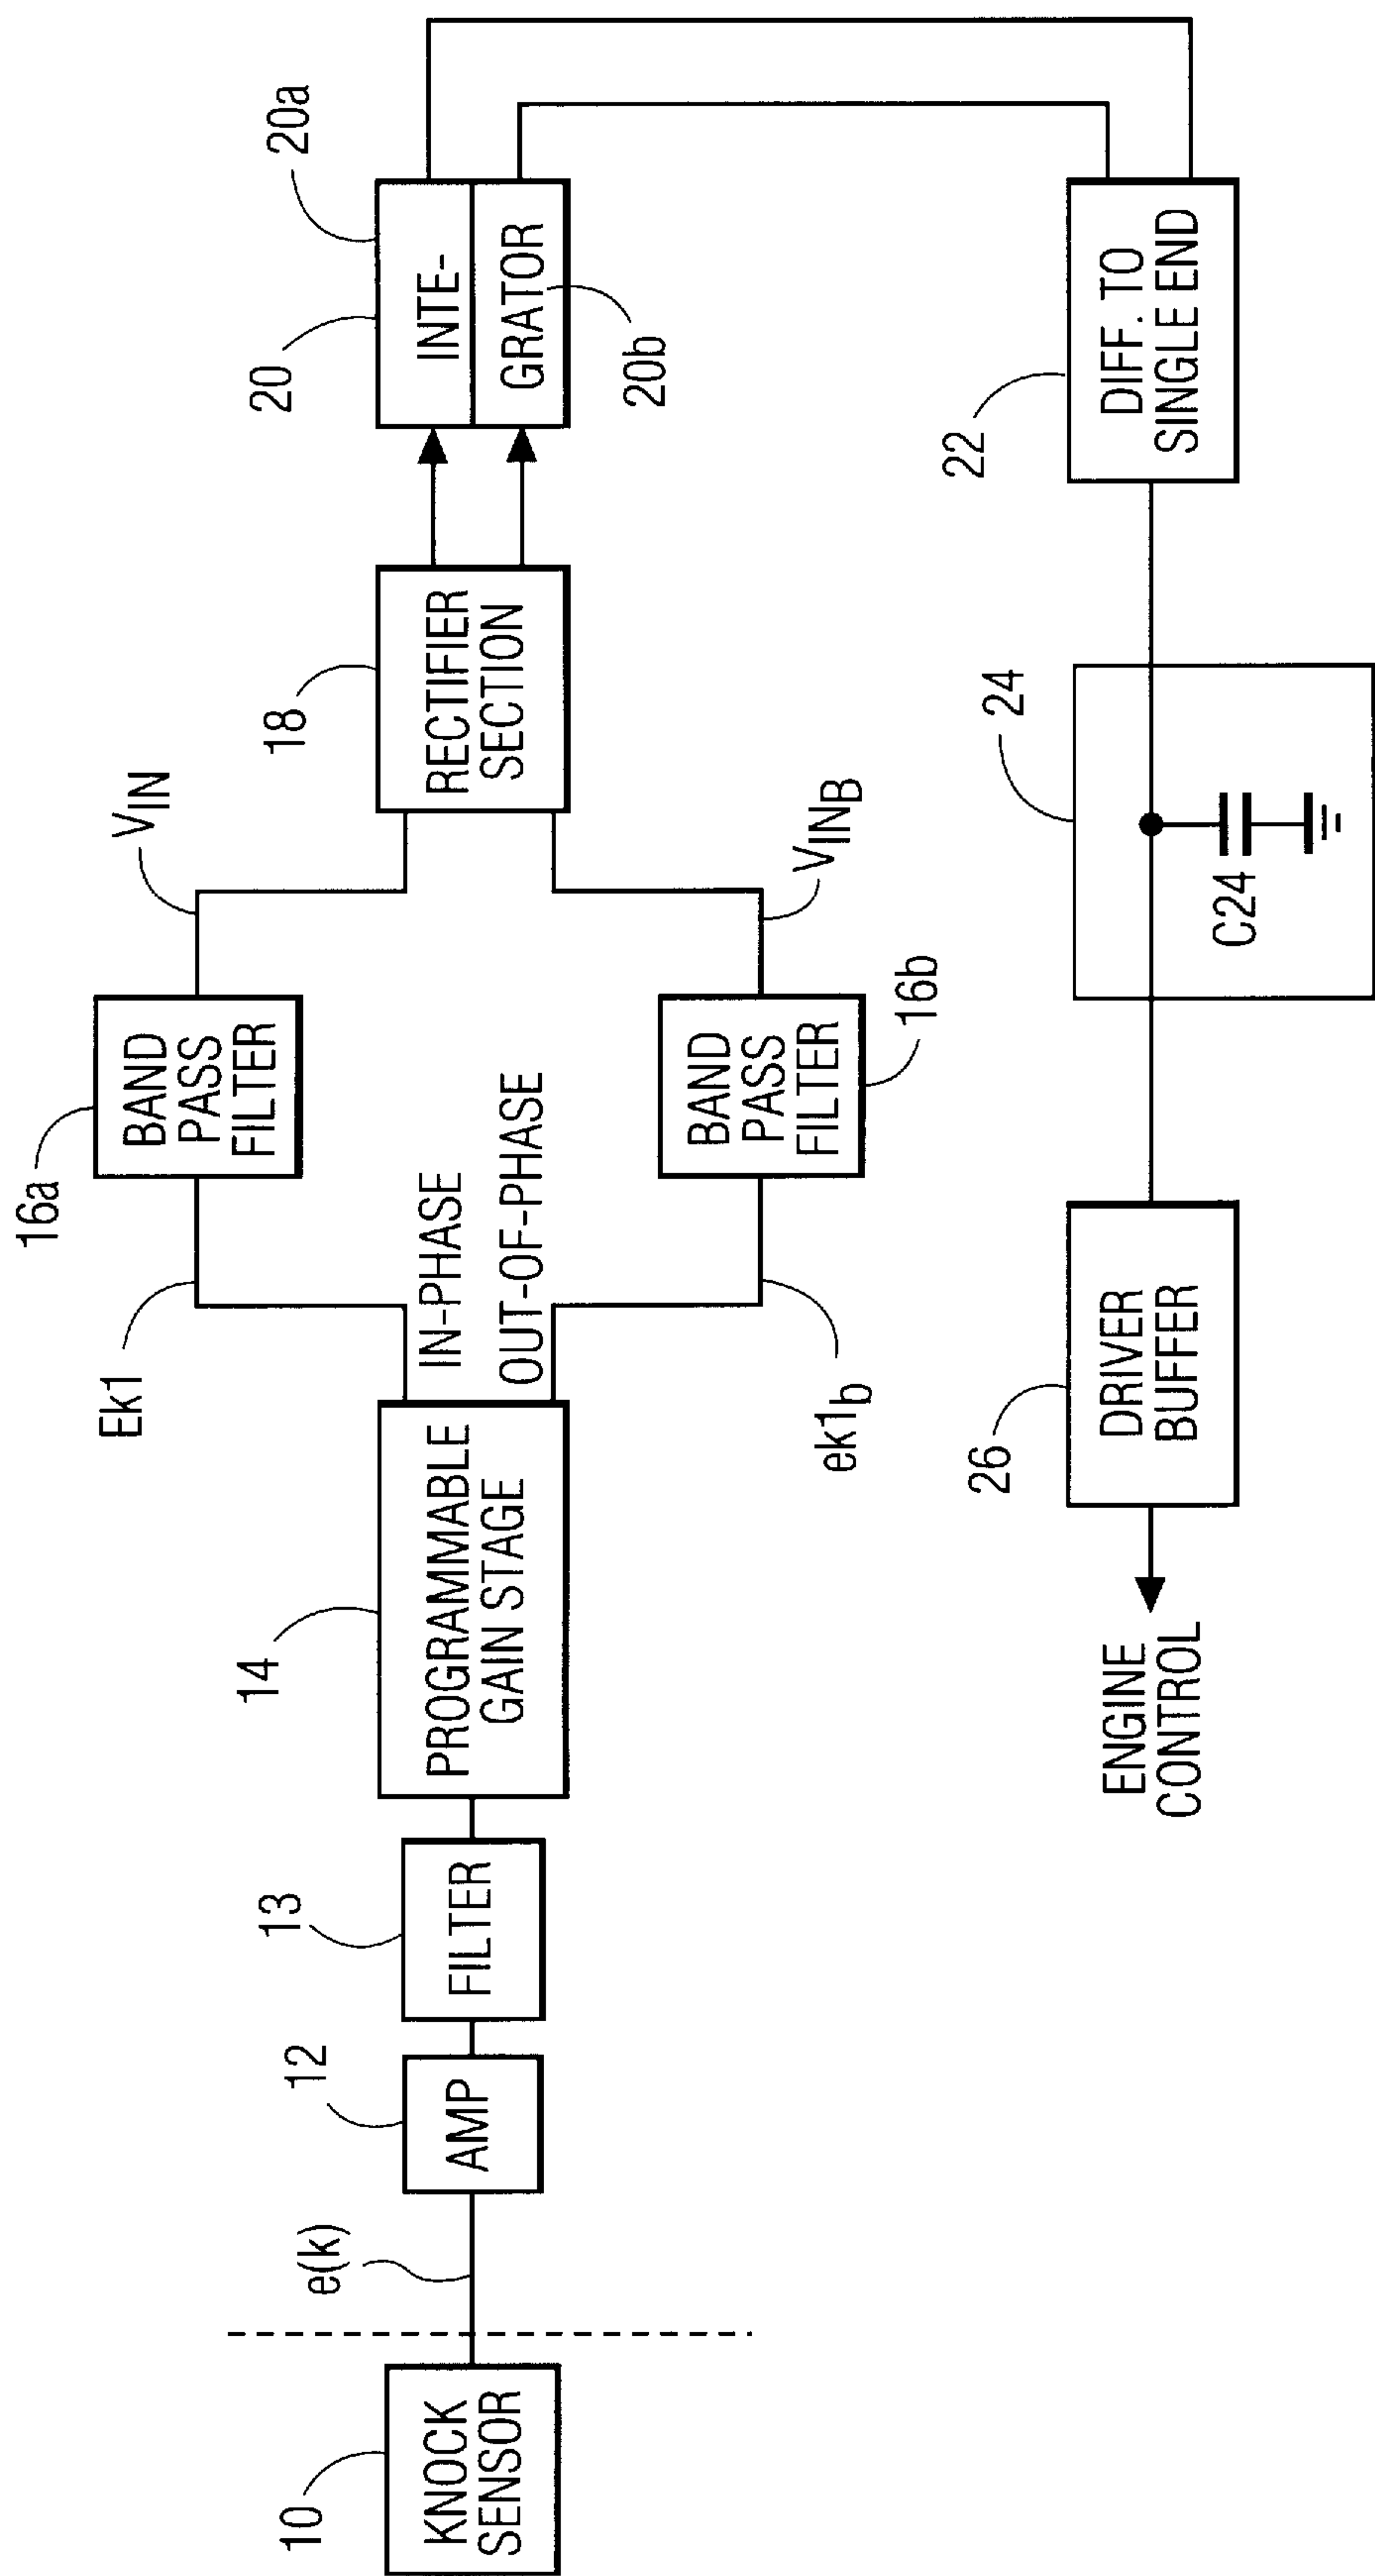 10
KNOCK
SENSOR
e(k)
12
AMP
13
FILTER
14
PROGRAMMABLE
GAIN STAGE
IN-PHASE
OUT-OF-PHASE
Ek1
16a
BAND
PASS
FILTER
VIN
ek1b
BAND
PASS
FILTER
16b
VINB
18
RECTIFIER
SECTION
20
20a
INTE-
GRATOR
20b
22
DIFF. TO
SINGLE END
24
C24
26
DRIVER
BUFFER
ENGINE
CONTROL